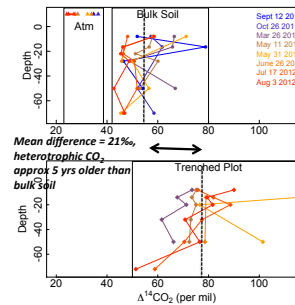 Atm
Bulk Soil
Sept 12 20
Oct 26 201
Mar 26 201
May 11 201
May 31 201
June 26 20
Jul 17 2012
Aug 3 2012
0
-20
-40
-60
Depth
0 20 40 60 80 100
Mean difference = 21‰,
heterotrophic CO₂
approx 5 yrs older than
bulk soil
Trenched Plot
0
-20
-40
-60
Depth
0 20 40 60 80 100
Δ¹⁴CO₂ (per mil)